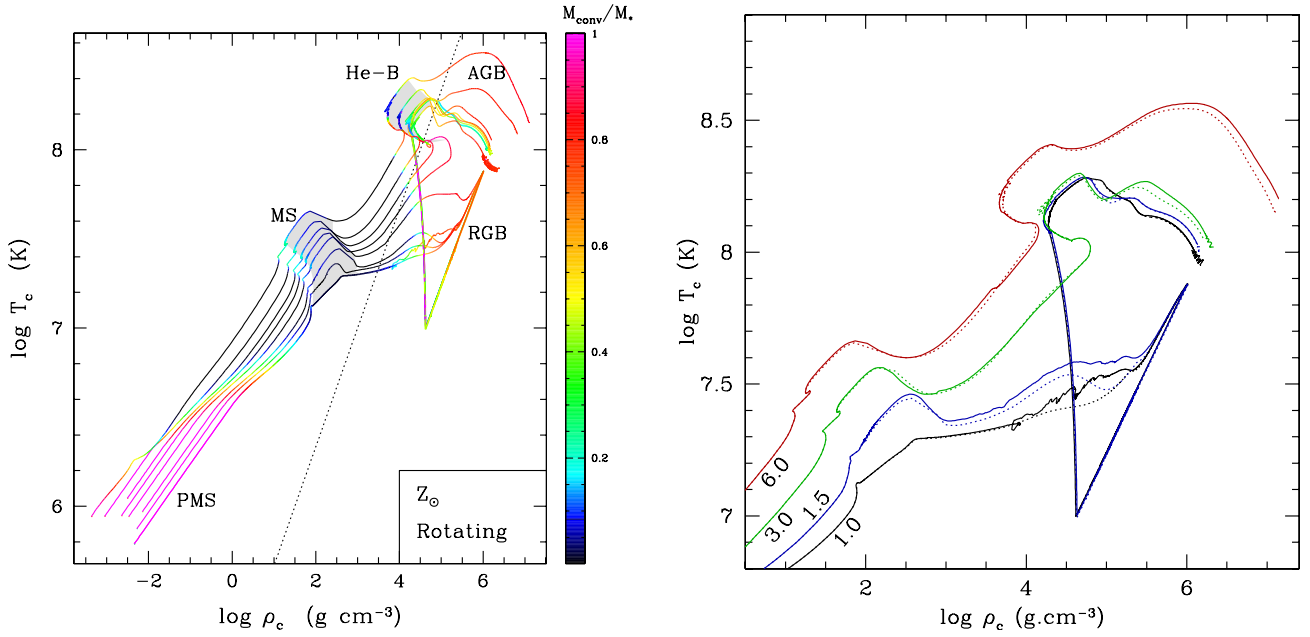 M_conv/M_*
He-B
AGB
MS
RGB
PMS
Z_⊙
Rotating
8
7
6
−2
0
2
4
6
log T_c (K)
log ρ_c (g cm⁻³)
1
0.8
0.6
0.4
0.2
8.5
8
7.5
7
6.0
3.0
1.5
1.0
2
4
6
log T_c (K)
log ρ_c (g.cm⁻³)